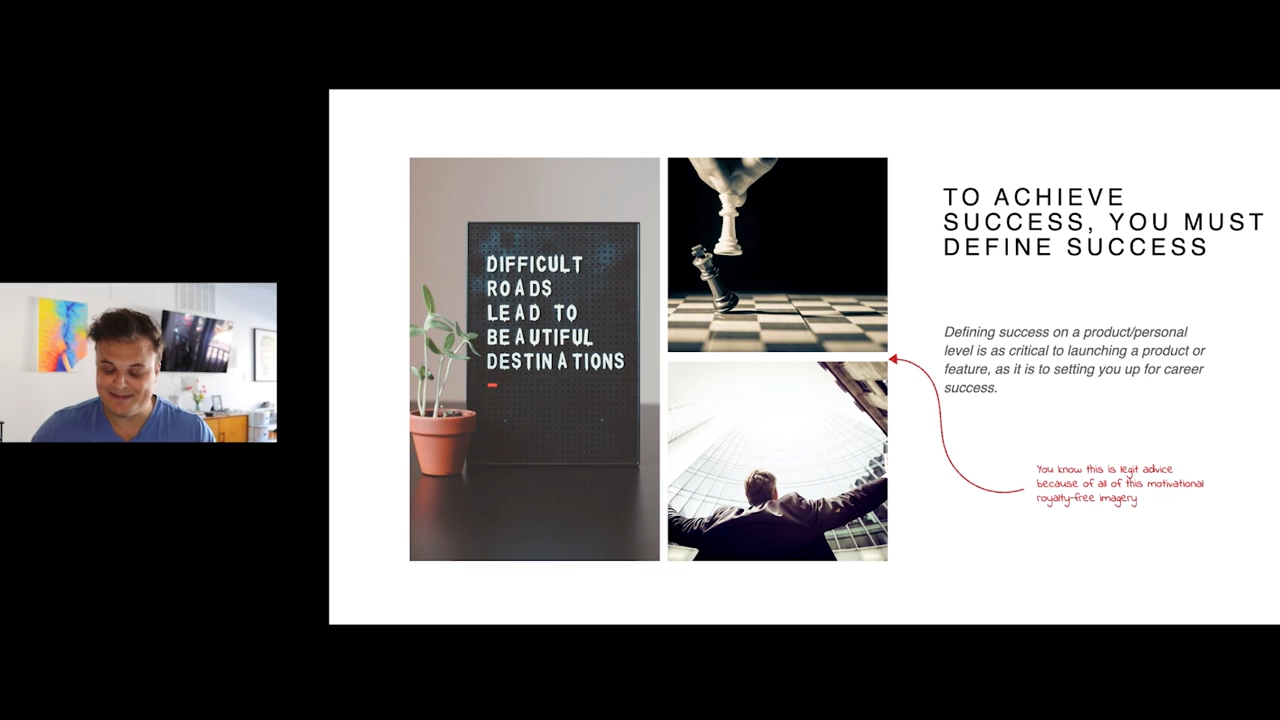 DIFFICULT
ROADS
LEAD TO
BEAUTIFUL
DESTINATIONS
TO ACHIEVE
SUCCESS, YOU MUST
DEFINE SUCCESS
Defining success on a product/personal
level is as critical to launching a product or
feature, as it is to setting you up for career
success.
You know this is legit advice
because of all of this motivational
royalty-free imagery